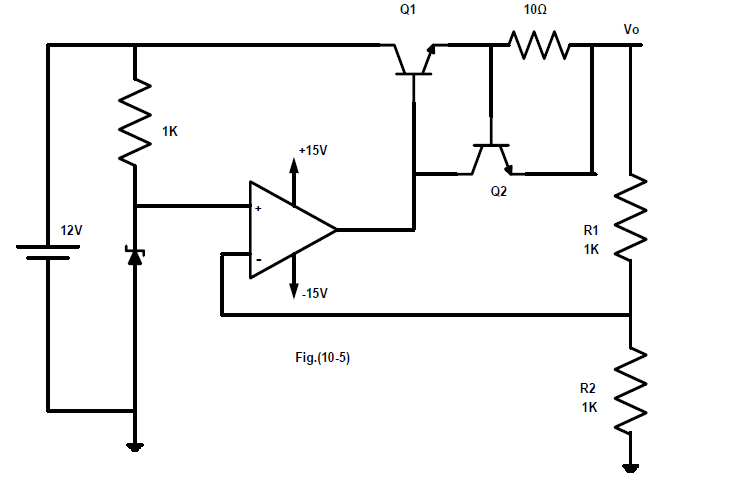 Q1
10Ω
Vo
1K
+15V
12V
+
-
-15V
Q2
R1
1K
R2
1K
Fig.(10-5)